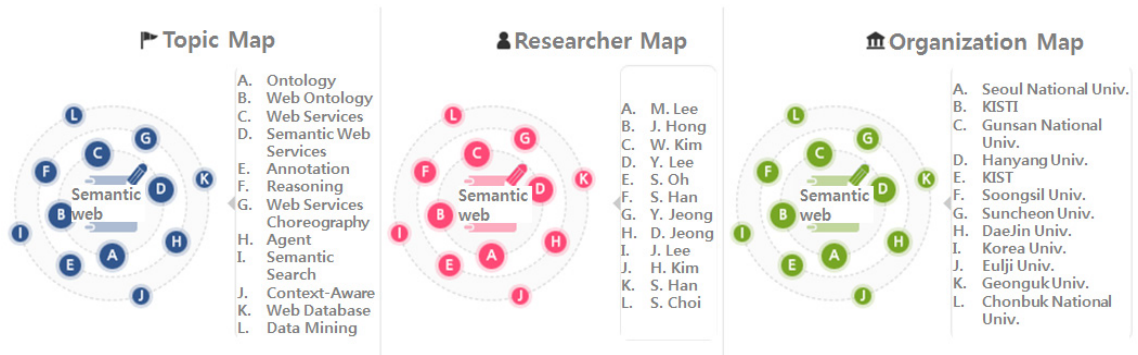 Topic Map
A. Ontology
B. Web Ontology
C. Web Services
D. Semantic Web
Services
E. Annotation
F. Reasoning
G. Web Services
Choreography
H. Agent
I. Semantic
Search
J. Context-Aware
K. Web Database
L. Data Mining
L
G
C
F
K
D
Semantic
web
B
I
H
A
E
J
Researcher Map
A. M. Lee
B. J. Hong
C. W. Kim
D. Y. Lee
E. S. Oh
F. S. Han
G. Y. Jeong
H. D. Jeong
I. J. Lee
J. H. Kim
K. S. Han
L. S. Choi
L
G
C
F
K
D
Semantic
web
B
I
H
A
E
J
Organization Map
A. Seoul National Univ.
B. KISTI
C. Gunsan National
Univ.
D. Hanyang Univ.
E. KIST
F. Soongsil Univ.
G. Suncheon Univ.
H. DaeJin Univ.
I. Korea Univ.
J. Eulji Univ.
K. Geonguk Univ.
L. Chonbuk National
Univ.
L
G
C
F
K
D
Semantic
web
B
I
H
A
E
J